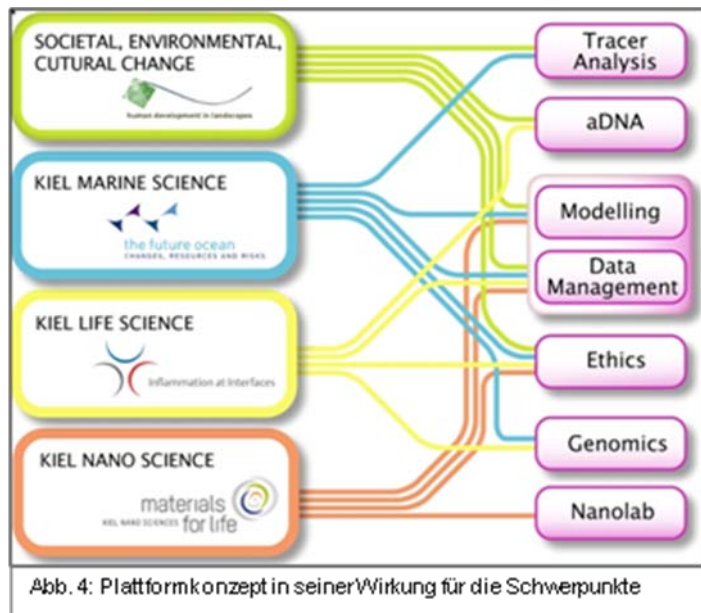 SOCIETAL, ENVIRONMENTAL,
CUTURAL CHANGE
human development in landscapes
KIEL MARINE SCIENCE
the future ocean
CHANGES, RESOURCES AND RISKS
KIEL LIFE SCIENCE
Inflammation at Interfaces
KIEL NANO SCIENCE
materials
KIEL NANO SCIENCES
for life
Tracer
Analysis
aDNA
Modelling
Data
Management
Ethics
Genomics
Nanolab
Abb. 4: Plattformkonzept in seiner Wirkung für die Schwerpunkte